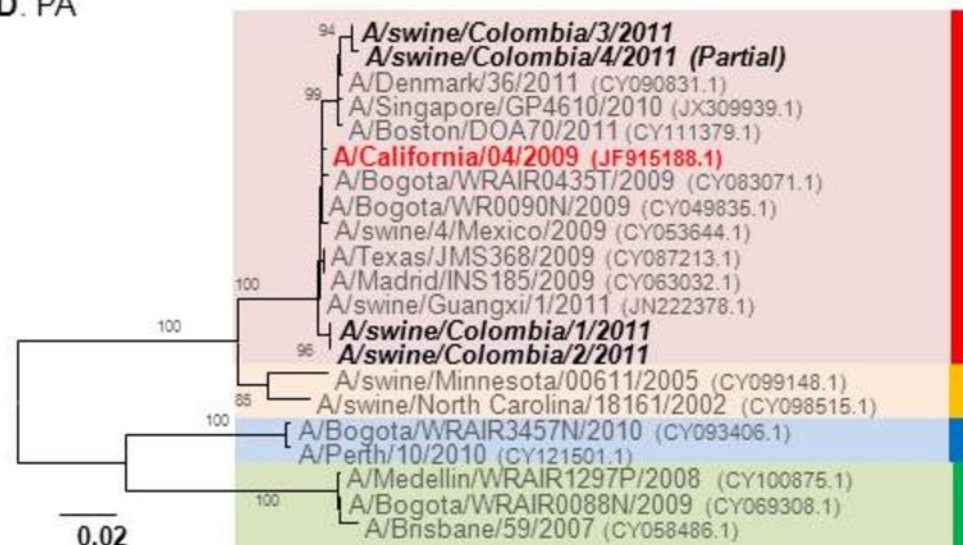 D. PA
94
A/swine/Colombia/3/2011
A/swine/Colombia/4/2011 (Partial)
A/Denmark/36/2011 (CY090831.1)
99
A/Singapore/GP4610/2010 (JX309939.1)
A/Boston/DOA70/2011 (CY111379.1)
A/California/04/2009 (JF915188.1)
A/Bogota/WRAIR0435T/2009 (CY083071.1)
A/Bogota/WR0090N/2009 (CY049835.1)
A/swine/4/Mexico/2009 (CY053644.1)
A/Texas/JMS368/2009 (CY087213.1)
100
A/Madrid/INS185/2009 (CY063032.1)
A/swine/Guangxi/1/2011 (JN222378.1)
100
A/swine/Colombia/1/2011
96
A/swine/Colombia/2/2011
A/swine/Minnesota/00611/2005 (CY099148.1)
85
A/swine/North Carolina/18161/2002 (CY098515.1)
100
A/Bogota/WRAIR3457N/2010 (CY093406.1)
A/Perth/10/2010 (CY121501.1)
A/Medellin/WRAIR1297P/2008 (CY100875.1)
100
A/Bogota/WRAIR0088N/2009 (CY069308.1)
A/Brisbane/59/2007 (CY058486.1)
0.02